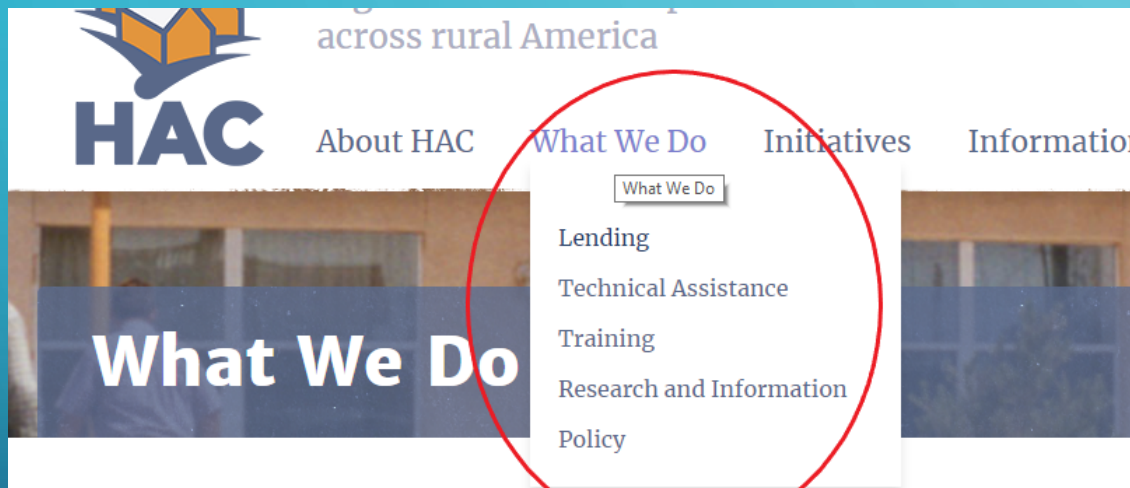 across rural America
HAC
About HAC What We Do Initiatives Information
What We Do
Lending
Technical Assistance
Training
What We Do
Research and Information
Policy